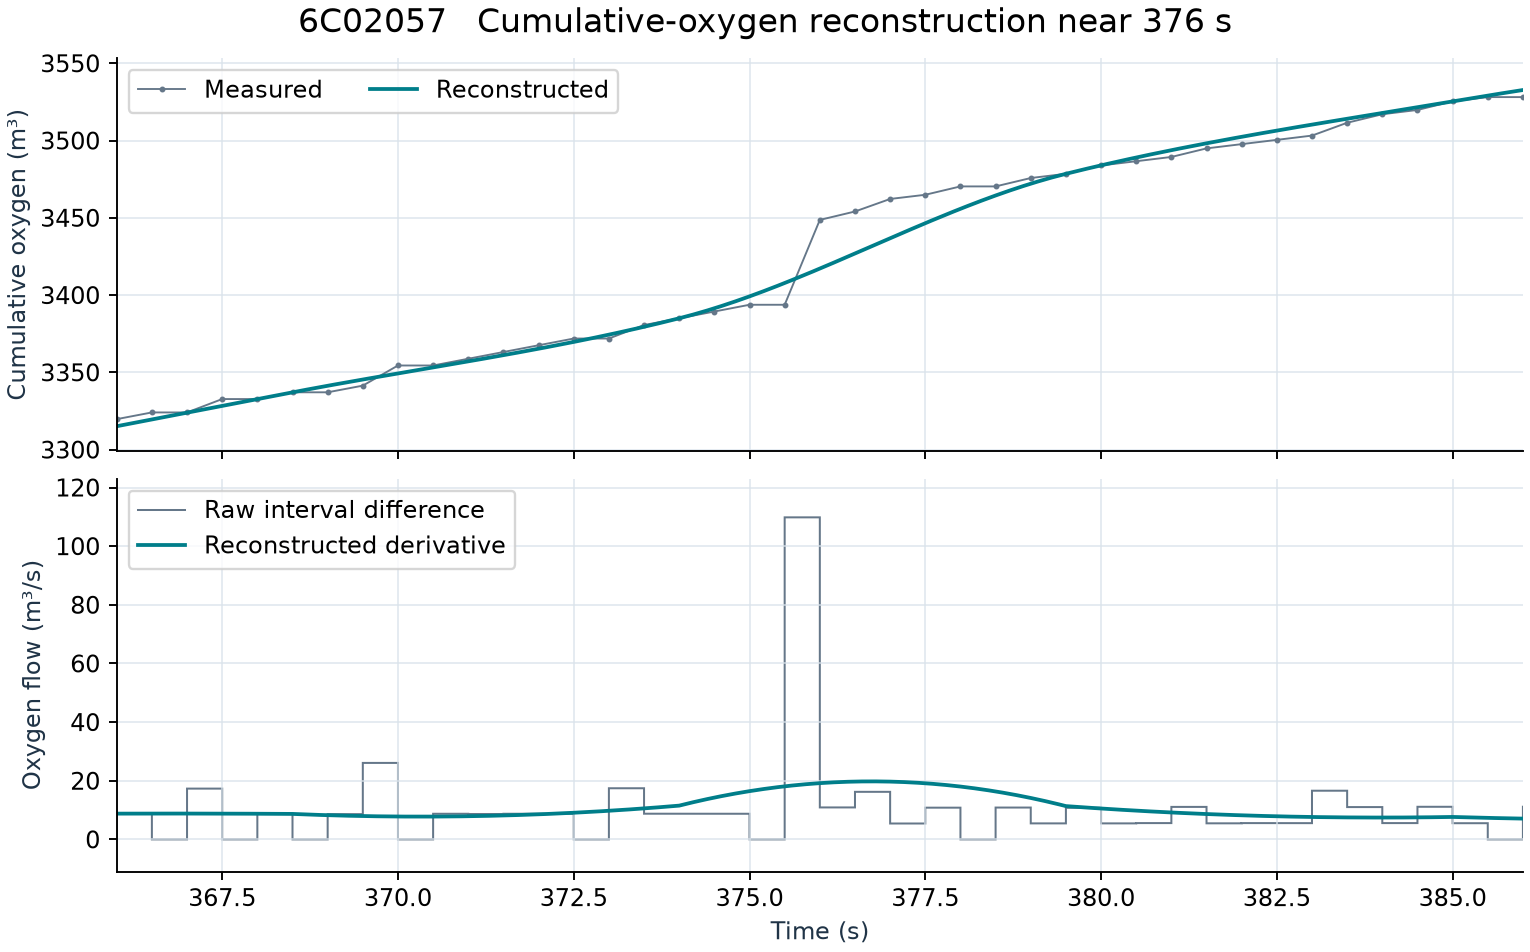 6C02057   Cumulative-oxygen reconstruction near 376 s
3550
3500
3450
3400
3350
3300
Cumulative oxygen (m³)
Measured
Reconstructed
120
100
80
60
40
20
0
Oxygen flow (m³/s)
Raw interval difference
Reconstructed derivative
367.5 370.0 372.5 375.0 377.5 380.0 382.5 385.0
Time (s)